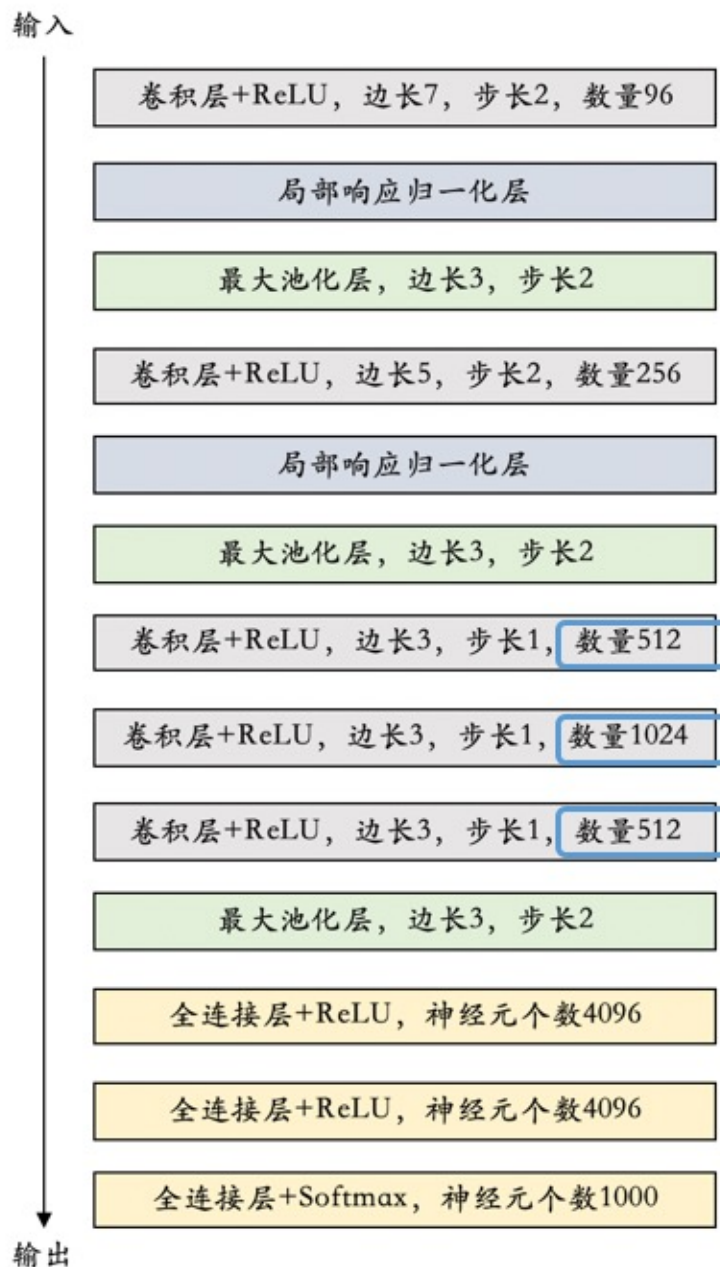 输入
卷积层+ReLU，边长7，步长2，数量96
局部响应归一化层
最大池化层，边长3，步长2
卷积层+ReLU，边长5，步长2，数量256
局部响应归一化层
最大池化层，边长3，步长2
卷积层+ReLU，边长3，步长1，数量512
卷积层+ReLU，边长3，步长1，数量1024
卷积层+ReLU，边长3，步长1，数量512
最大池化层，边长3，步长2
全连接层+ReLU，神经元个数4096
全连接层+ReLU，神经元个数4096
全连接层+Softmax，神经元个数1000
输出